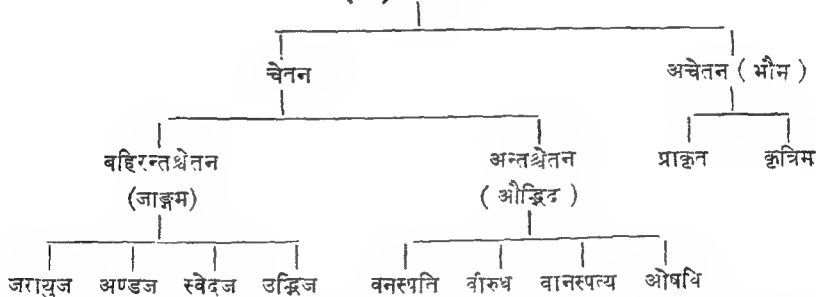 चेतन अचेतन ( भौम )
बहिरन्तश्चेतन अन्तश्चेतन प्राकृत कृत्रिम
(जाङ्गम) ( औद्भिद )
जरायुज अण्डज स्वेदज उद्भिज वनस्पति वीरुध वानस्पत्य ओषधि